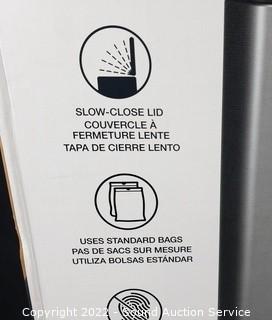 SLOW-CLOSE LID
COUVERCLE À
FERMETURE LENTE
TAPA DE CIERRE LENTO
USES STANDARD BAGS
PAS DE SACS SUR MESURE
UTILIZA BOLSAS ESTÁNDAR
Copyright 2022 - Sound Auction Service